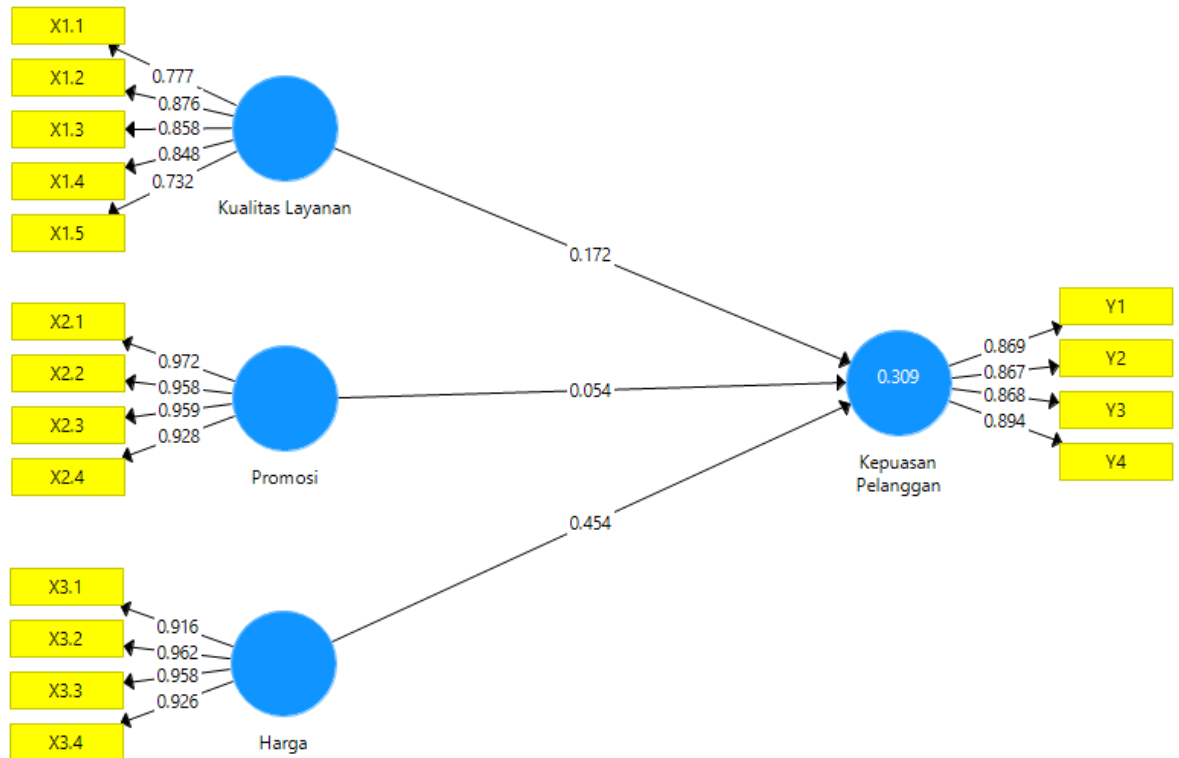 X1.1
X1.2
X1.3
X1.4
X1.5
0.777
0.876
0.858
0.848
0.732
Kualitas Layanan
0.172
X2.1
X2.2
X2.3
X2.4
0.972
0.958
0.959
0.928
Promosi
0.054
X3.1
X3.2
X3.3
X3.4
0.916
0.962
0.958
0.926
Harga
0.454
0.309
Kepuasan
Pelanggan
0.869
0.867
0.868
0.894
Y1
Y2
Y3
Y4